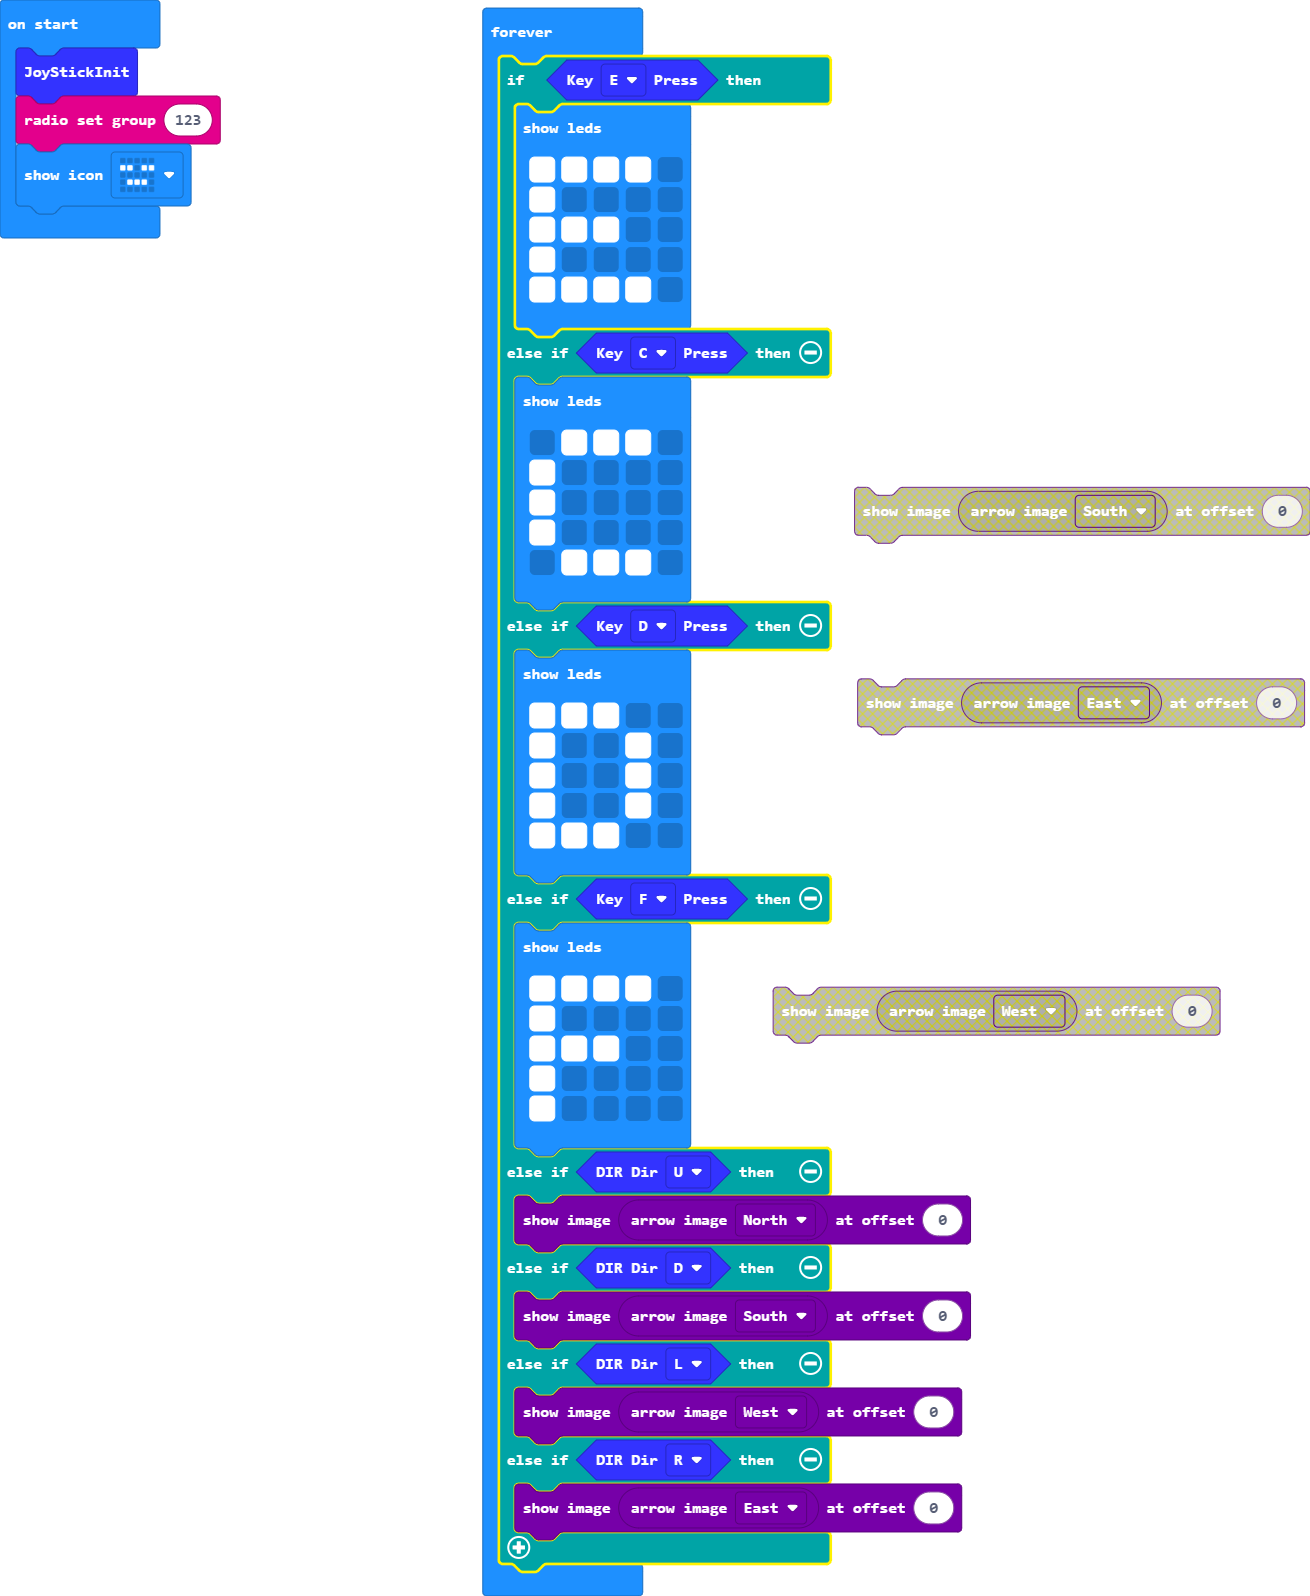 on start
JoyStickInit
radio set group 123
show icon
forever
if Key E Press then
show leds
else if Key C Press then
show leds
else if Key D Press then
show leds
else if Key F Press then
show leds
else if DIR Dir U then
show image arrow image North at offset 0
else if DIR Dir D then
show image arrow image South at offset 0
else if DIR Dir L then
show image arrow image West at offset 0
else if DIR Dir R then
show image arrow image East at offset 0
show image arrow image South at offset 0
show image arrow image East at offset 0
show image arrow image West at offset 0